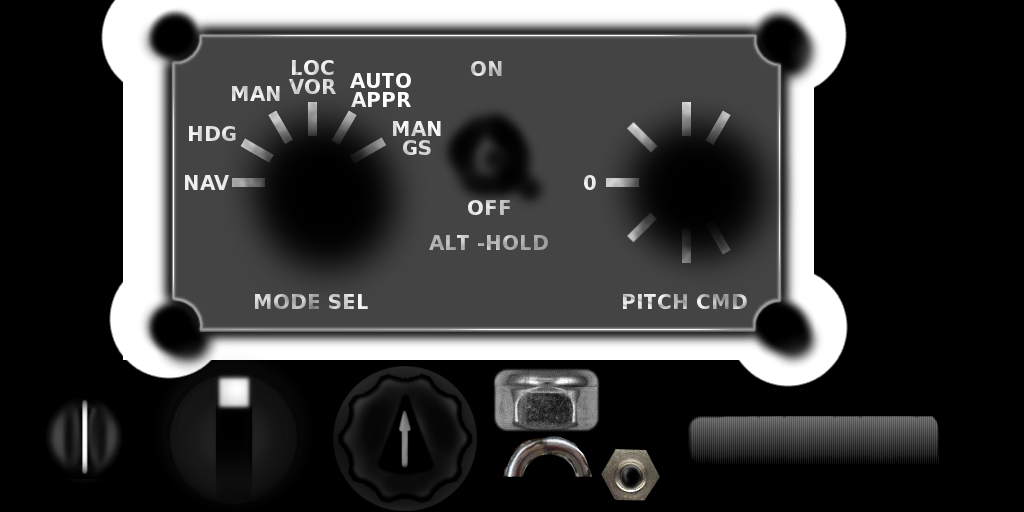 ON
LOC
VOR
AUTO
APPR
MAN
HDG
MAN
GS
NAV
0
OFF
ALT -HOLD
MODE SEL
PITCH CMD